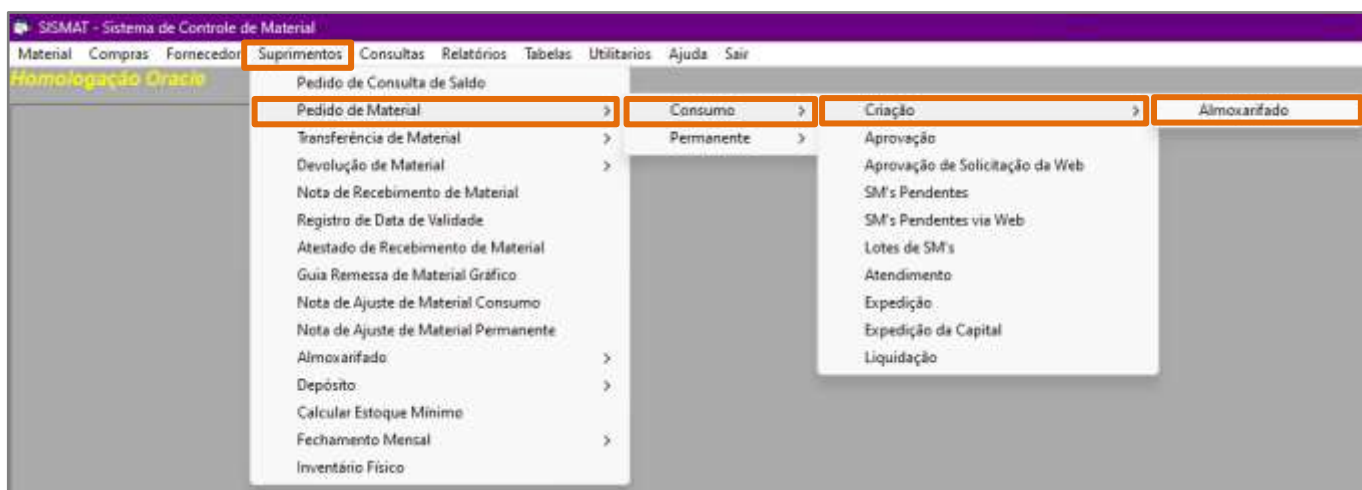 SISMAT - Sistema de Controle de Material
Material Compras Fornecedor Suprimentos Consultas Relatórios Tabelas Utilitarios Ajuda Sair
Homologação Oracle
Pedido de Consulta de Saldo
Pedido de Material > Consumo > Criação > Almoxarifado
Transferência de Material > Permanente > Aprovação
Devolução de Material > Aprovação de Solicitação da Web
Nota de Recebimento de Material SM's Pendentes
Registro de Data de Validade SM's Pendentes via Web
Atestado de Recebimento de Material Lotes de SM's
Guia Remessa de Material Gráfico Atendimento
Nota de Ajuste de Material Consumo Expedição
Nota de Ajuste de Material Permanente Expedição da Capital
Almoxarifado > Liquidação
Depósito >
Calcular Estoque Mínimo
Fechamento Mensal >
Inventário Físico